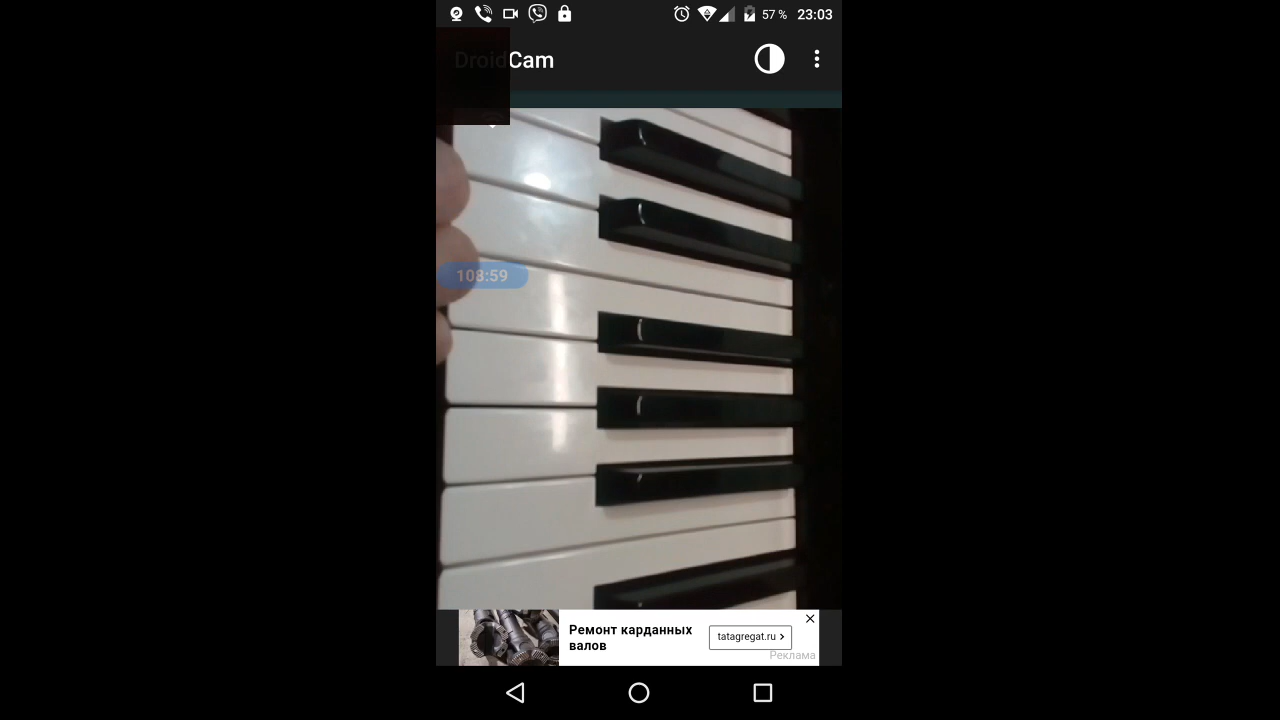 57 % 23:03
DroidCam
108:59
Ремонт карданных
валов
tatagregat.ru
Реклама